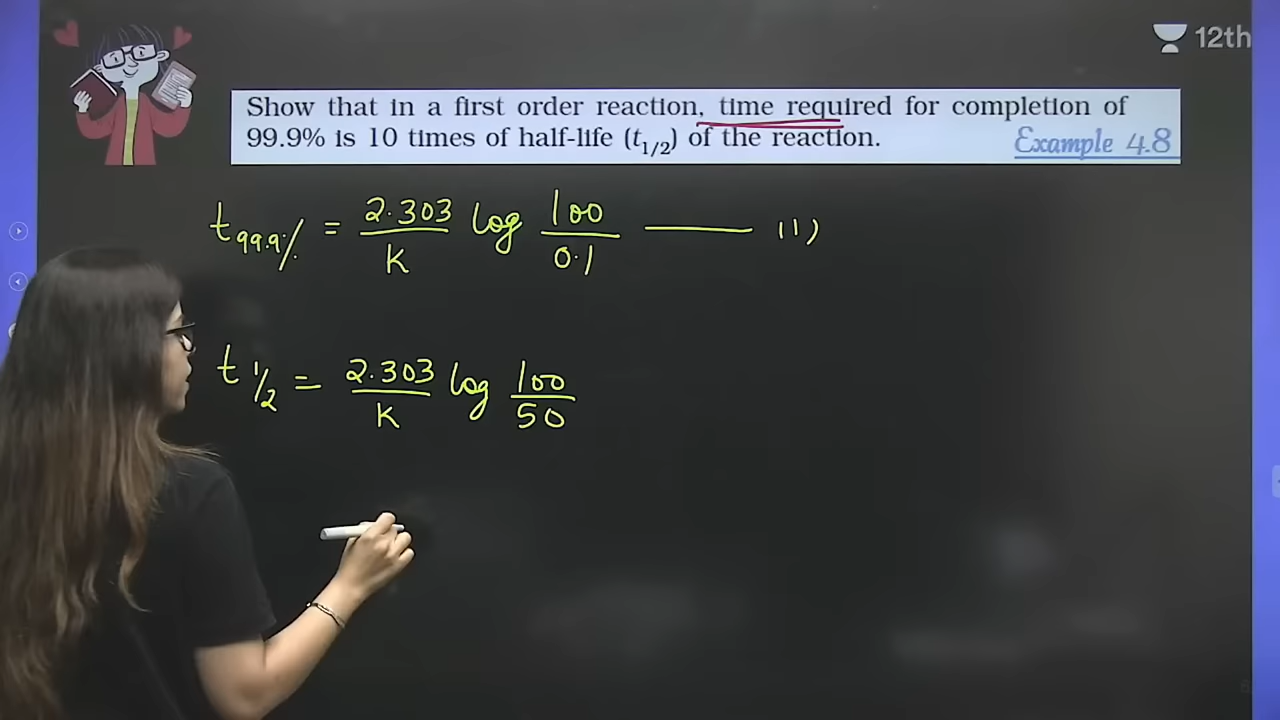 12th
Show that in a first order reaction, time required for completion of
99.9% is 10 times of half-life (t1/2) of the reaction.
Example 4.8
t99.9% = 2.303/K log 100/0.1 ——— (1)
t1/2 = 2.303/K log 100/50